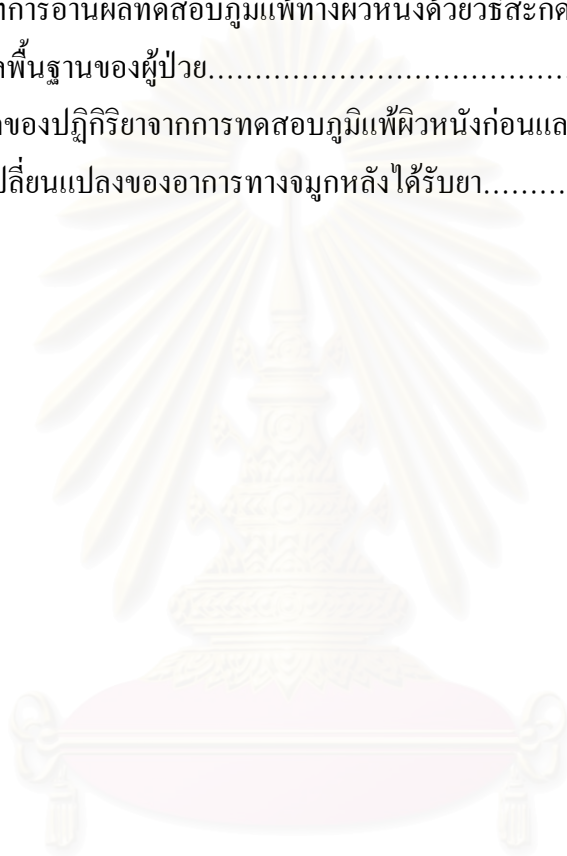 การอ่านผลทดสอบภูมิแพ้ทางผิวหนังด้วยวิธีสะกิด
พื้นฐานของผู้ป่วย........................................
ของปฏิกิริยาจากการทดสอบภูมิแพ้ผิวหนังก่อนและ
ปลี่ยนแปลงของอาการทางจมูกหลังได้รับยา.........